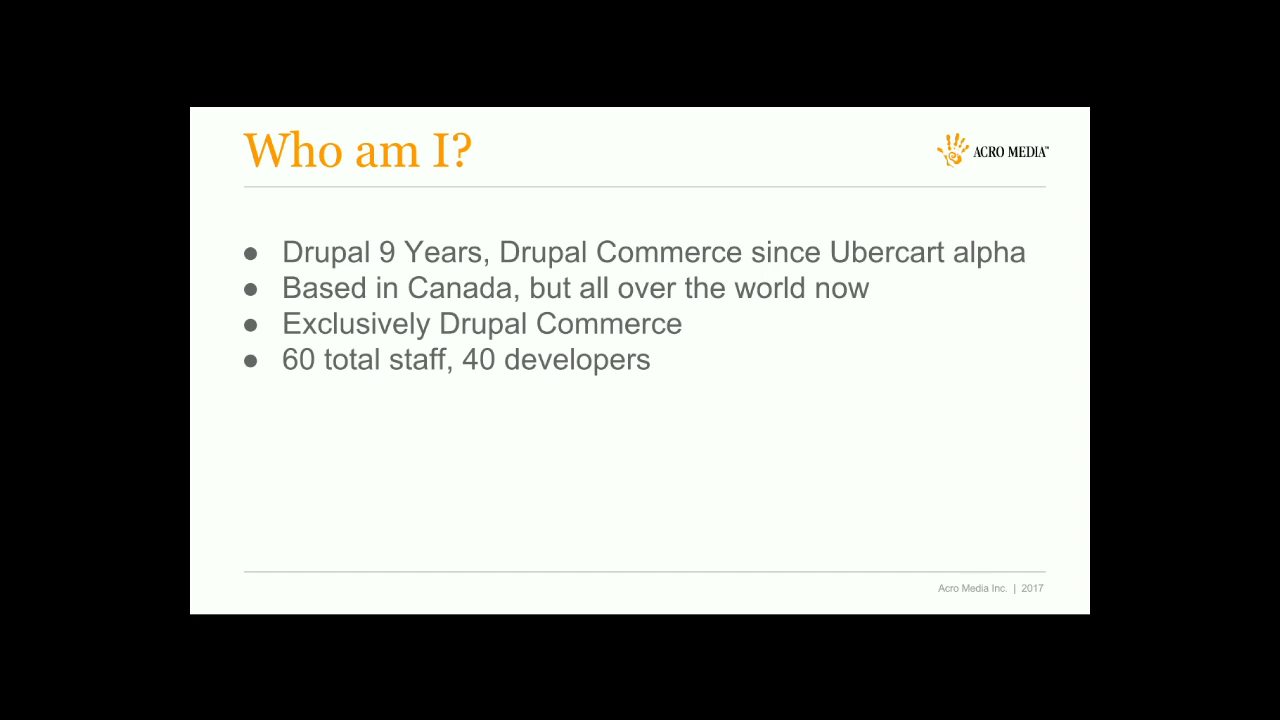 Who am I?
ACRO MEDIA™
● Drupal 9 Years, Drupal Commerce since Ubercart alpha
● Based in Canada, but all over the world now
● Exclusively Drupal Commerce
● 60 total staff, 40 developers
Acro Media Inc. | 2017